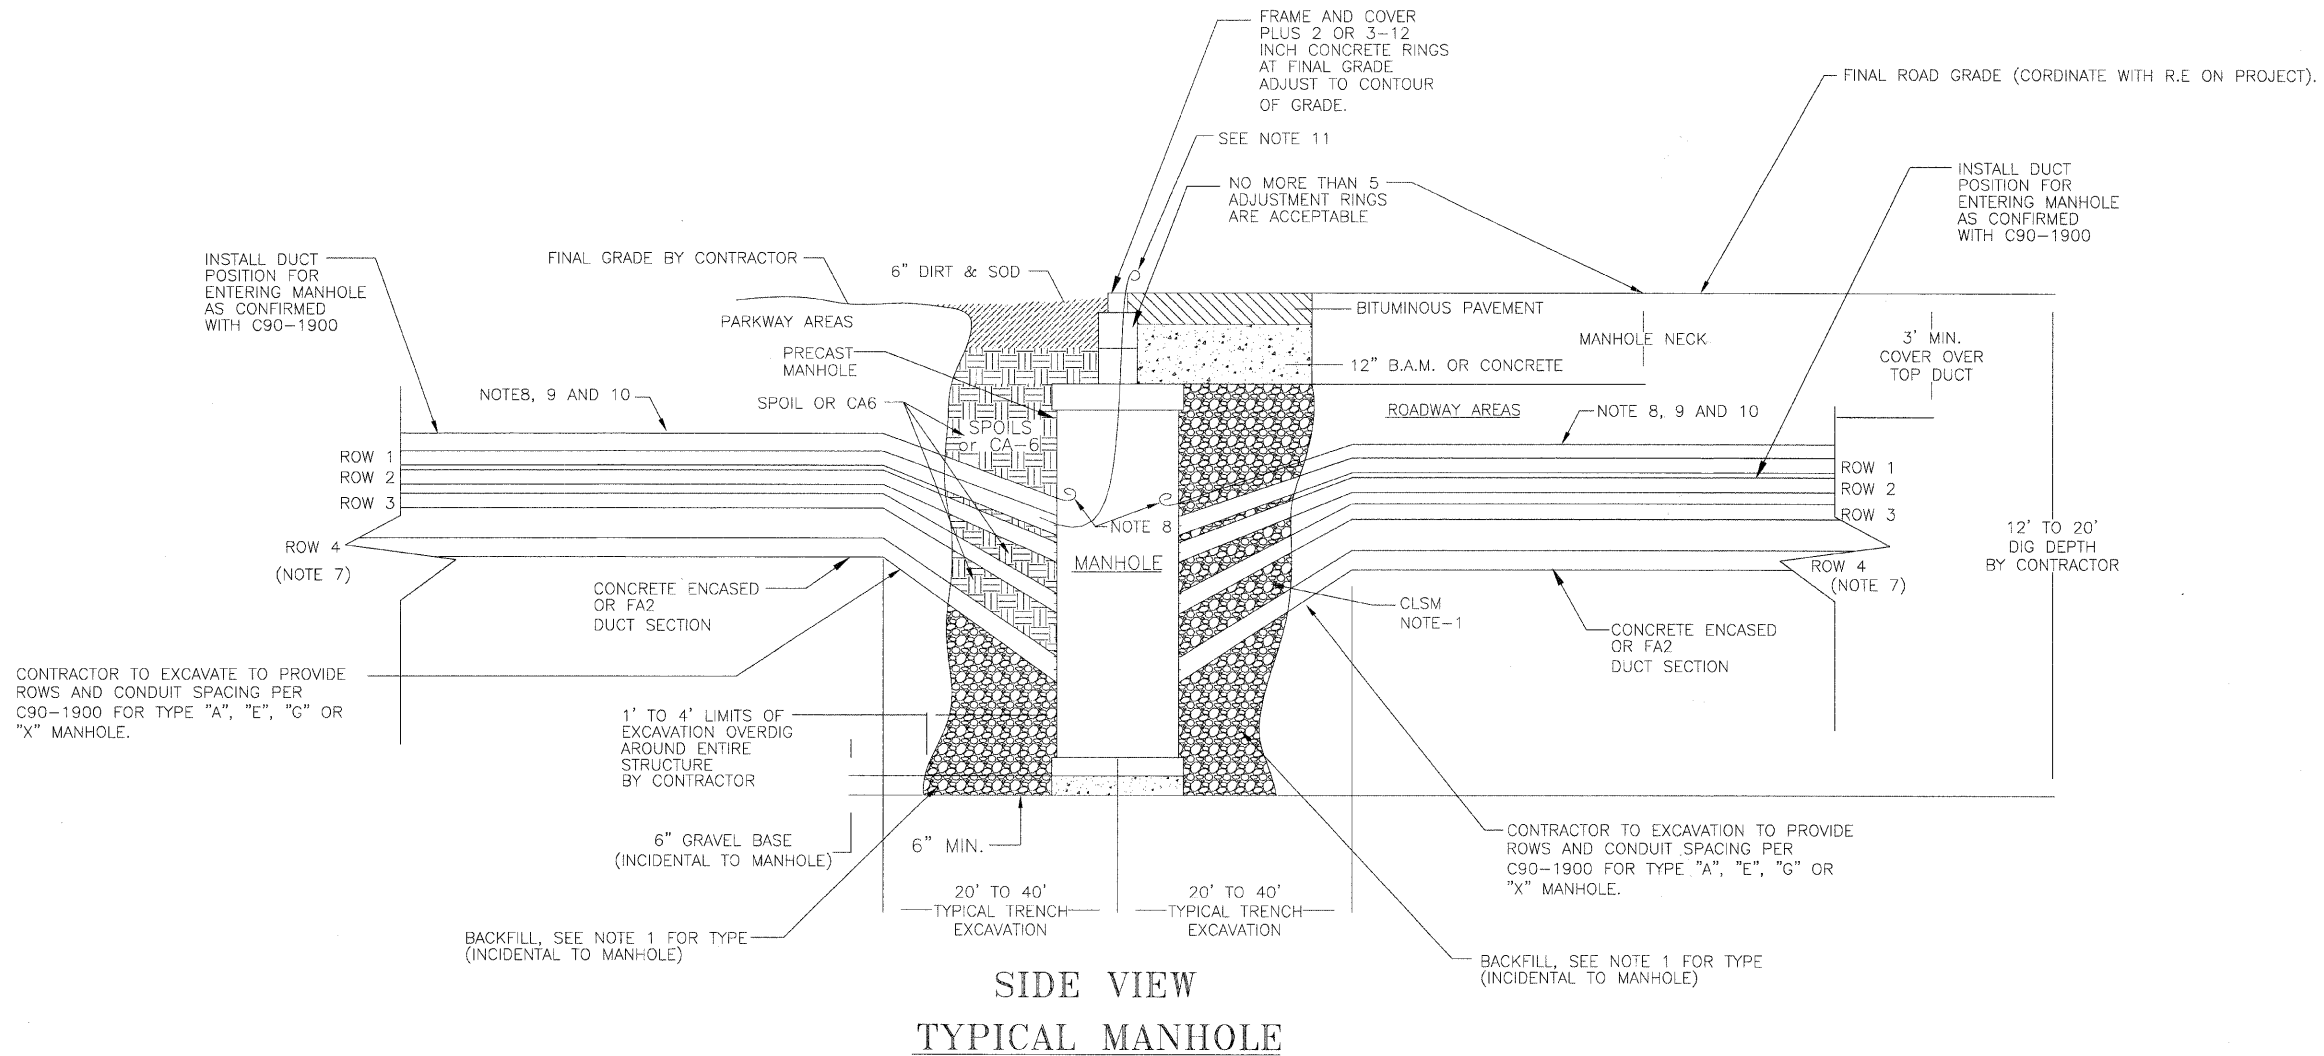 FRAME AND COVER
PLUS 2 OR 3-12
INCH CONCRETE RINGS
AT FINAL GRADE
ADJUST TO CONTOUR
OF GRADE.
FINAL ROAD GRADE (CORDINATE WITH R.E ON PROJECT).
SEE NOTE 11
NO MORE THAN 5
ADJUSTMENT RINGS
ARE ACCEPTABLE
INSTALL DUCT
POSITION FOR
ENTERING MANHOLE
AS CONFIRMED
WITH C90-1900
INSTALL DUCT
POSITION FOR
ENTERING MANHOLE
AS CONFIRMED
WITH C90-1900
FINAL GRADE BY CONTRACTOR
6" DIRT & SOD
PARKWAY AREAS
BITUMINOUS PAVEMENT
MANHOLE NECK
3' MIN.
COVER OVER
TOP DUCT
PRECAST
MANHOLE
12" B.A.M. OR CONCRETE
NOTE8, 9 AND 10
SPOIL OR CA6
SPOILS
or CA-6
ROADWAY AREAS
NOTE 8, 9 AND 10
ROW 1
ROW 2
ROW 3
ROW 4
(NOTE 7)
ROW 1
ROW 2
ROW 3
ROW 4
(NOTE 7)
NOTE 8
MANHOLE
12' TO 20'
DIG DEPTH
BY CONTRACTOR
CONCRETE ENCASED
OR FA2
DUCT SECTION
CLSM
NOTE-1
CONCRETE ENCASED
OR FA2
DUCT SECTION
CONTRACTOR TO EXCAVATE TO PROVIDE
ROWS AND CONDUIT SPACING PER
C90-1900 FOR TYPE "A", "E", "G" OR
"X" MANHOLE.
1' TO 4' LIMITS OF
EXCAVATION OVERDIG
AROUND ENTIRE
STRUCTURE
BY CONTRACTOR
6" GRAVEL BASE
(INCIDENTAL TO MANHOLE)
6" MIN.
CONTRACTOR TO EXCAVATION TO PROVIDE
ROWS AND CONDUIT SPACING PER
C90-1900 FOR TYPE "A", "E", "G" OR
"X" MANHOLE.
20' TO 40'
TYPICAL TRENCH
EXCAVATION
20' TO 40'
TYPICAL TRENCH
EXCAVATION
BACKFILL, SEE NOTE 1 FOR TYPE
(INCIDENTAL TO MANHOLE)
BACKFILL, SEE NOTE 1 FOR TYPE
(INCIDENTAL TO MANHOLE)
SIDE VIEW
TYPICAL MANHOLE